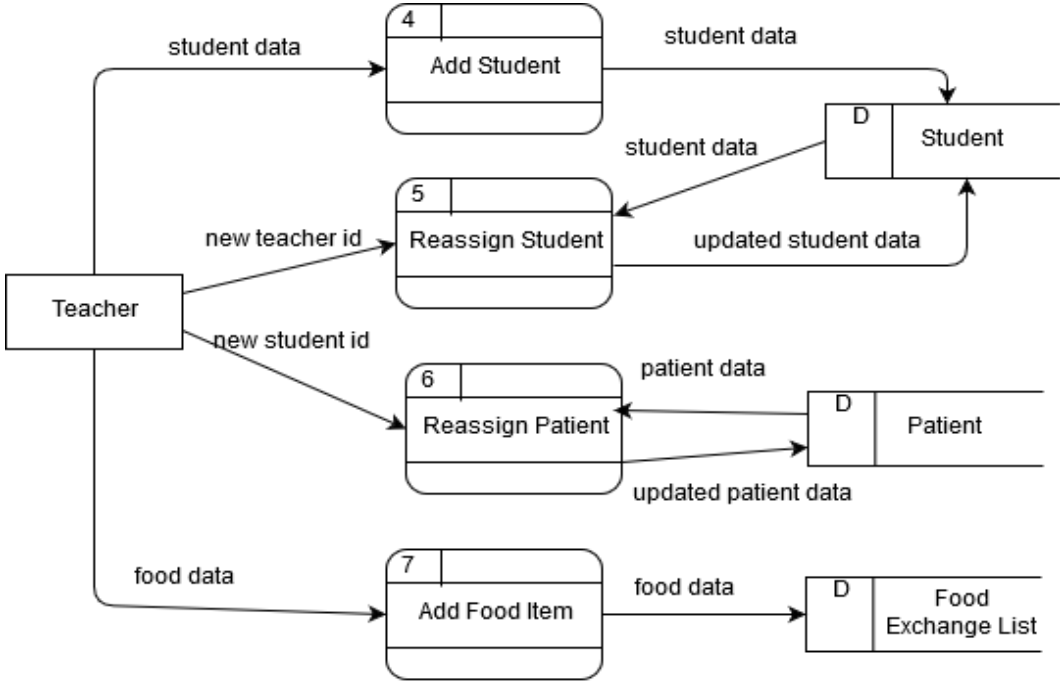 4
student data
Add Student
student data
D
Student
student data
5
new teacher id
Reassign Student
updated student data
Teacher
new student id
6
patient data
Reassign Patient
D
Patient
updated patient data
7
food data
Add Food Item
food data
D
Food
Exchange List